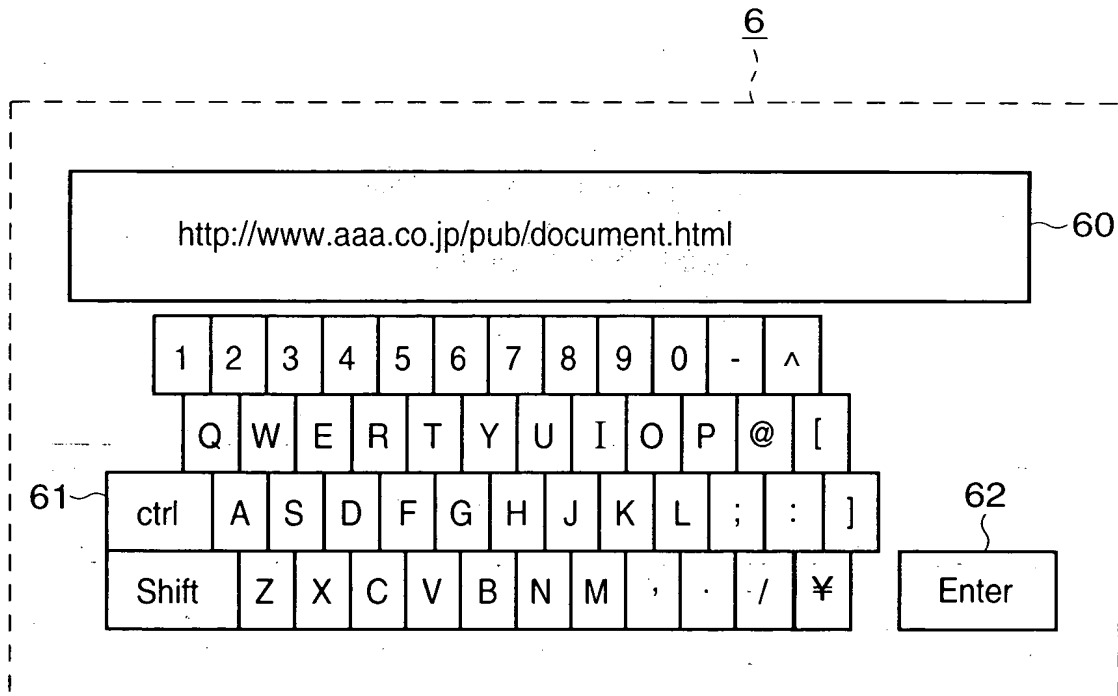 6
http://www.aaa.co.jp/pub/document.html
60
1 2 3 4 5 6 7 8 9 0 - ^
Q W E R T Y U I O P @ [
61
ctrl A S D F G H J K L ; : ]
62
Shift Z X C V B N M , . / ¥ Enter